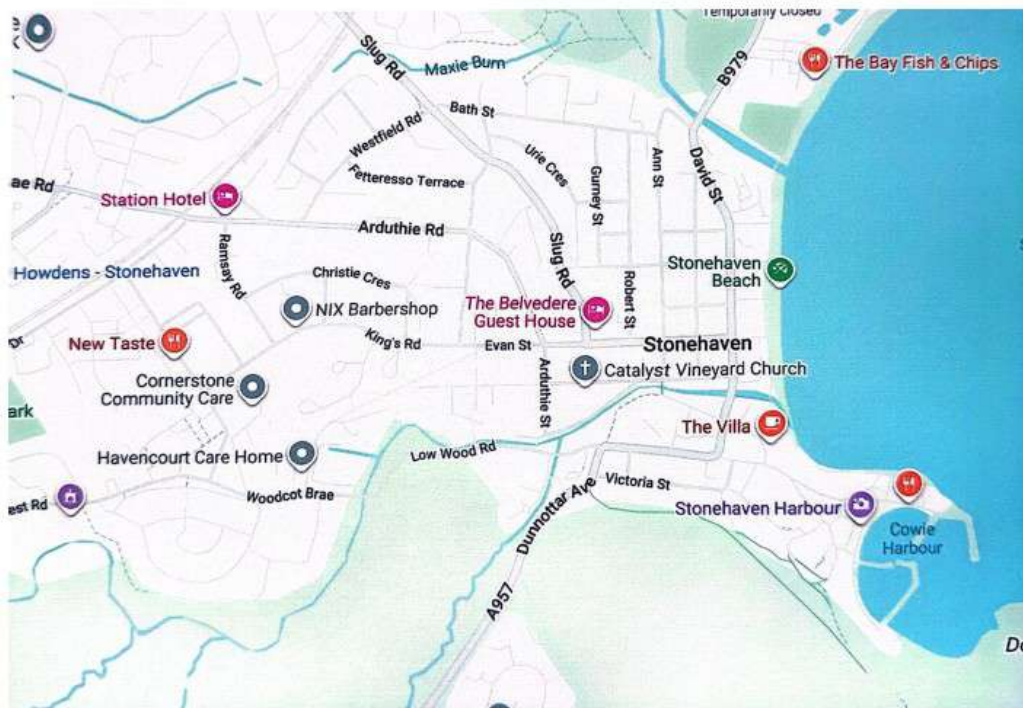 Temporarily closed
The Bay Fish & Chips
B979
Slug Rd
Maxie Burn
Bath St
Westfield Rd
Urie Cres
Gurney St
Ann St
David St
Fetteresso Terrace
ae Rd
Station Hotel
Arduthie Rd
Ramsay Rd
Slug Rd
Stonehaven
Beach
Howdens - Stonehaven
Christie Cres
Robert St
NIX Barbershop
The Belvedere
Guest House
Dr
New Taste
King's Rd
Evan St
Stonehaven
Cornerstone
Community Care
Arduthie St
Catalyst Vineyard Church
ark
The Villa
Havencourt Care Home
Low Wood Rd
est Rd
Woodcot Brae
Victoria St
Dunnottar Ave
Stonehaven Harbour
Cowie
Harbour
A957